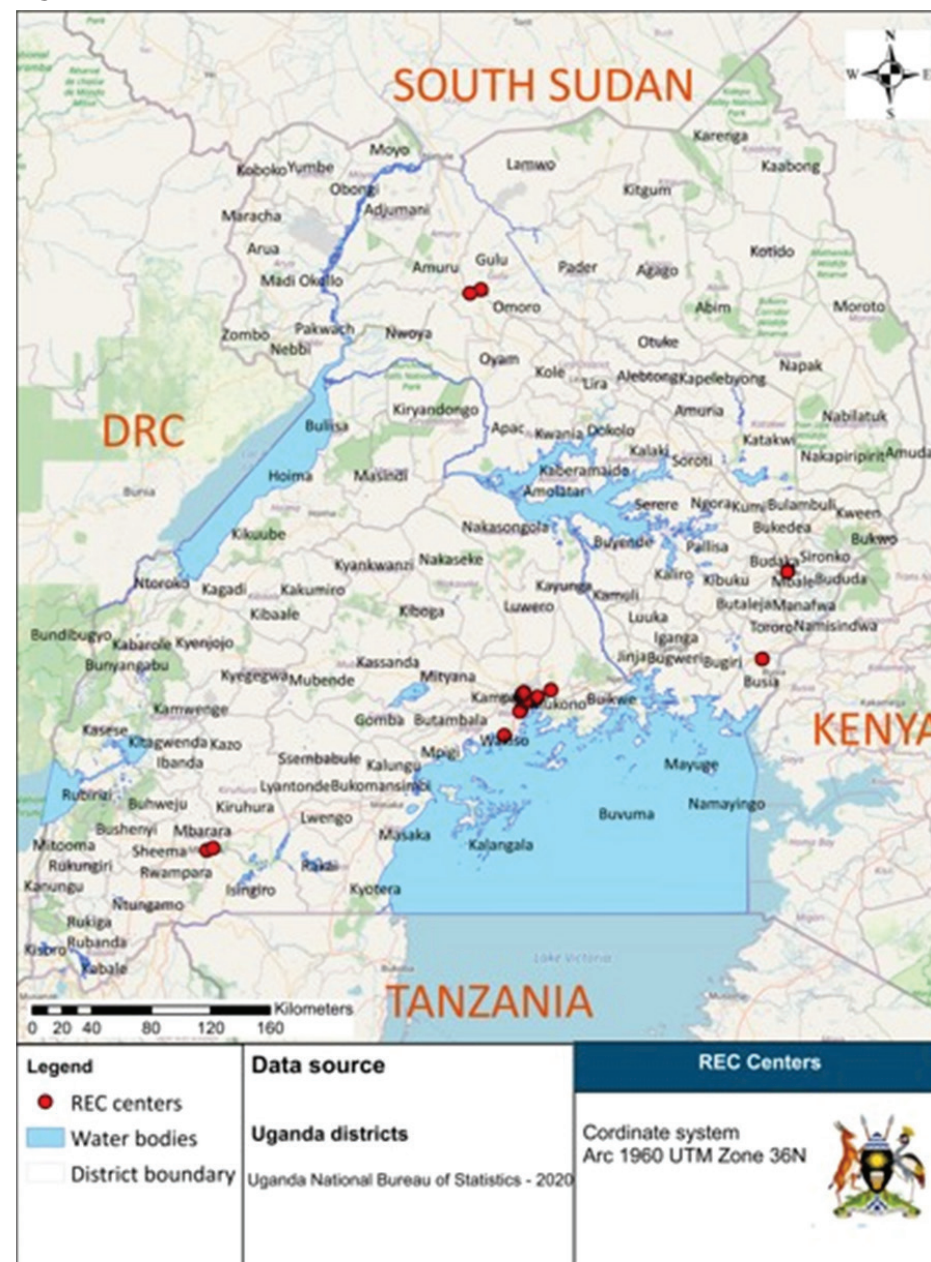 SOUTH SUDAN
N
W E
S
Karenga
Moyo
Lamwo
Kaabong
Koboko Yumbe
Obongi
Kitgum
Adjumani
Maracha
Arua
Gulu
Kotido
Amuru
Pader
Agago
Madi Okollo
Omoro
Abim
Moroto
Zombo
Pakwach
Nwoya
Nebbi
Otuke
Oyam
Kole
Lira
Alebtong Kapelebyong
Napak
DRC
Kiryandongo
Amuria
Nabilatuk
Buliisa
Apac
Kwania
Dokolo
Katakwi
Kalaki
Soroti
Nakapiripirit Amuda
Hoima
Masindi
Kaberamaido
Bunia
Amolatar
Serere
Ngora Kumi Bulambuli
Kween
Nakasongola
Bukedea
Kikuube
Buyende
Pallisa
Bukwo
Kyankwanzi
Nakaseke
Budaka
Sironko
Ntoroko
Kagadi
Kakumiro
Kayunga
Kamuli
Kaliro
Kibuku
Mbale Bududa
Kibaale
Kiboga
Luwero
Luuka
Butaleja Manafwa
Bundibugyo
Kabarole
Kyenjojo
Iganga
Tororo Namisindwa
Bunyangabu
Kassanda
Jinja Bugweri Bugiri
Kyegegwa Mubende
Mityana
Busia
Kamwenge
Buikwe
Gomba
Butambala
Kasese
Kitagwenda
Kazo
KENYA
Ibanda
Ssembabule
Mpigi
Kalungu
Mayuge
Rubirizi
Lyantonde Bukomansimbi
Buhweju
Kiruhura
Namayingo
Lwengo
Buvuma
Bushenyi
Mbarara
Masaka
Mitooma
Sheema
Kalangala
Rukungiri
Rwampara
Kanungu
Isingiro
Kyotera
Ntungamo
Rukiga
Rubanda
Kabale
Lake Victoria
TANZANIA
Kilometers
0 20 40 80 120 160
Legend
REC centers
Water bodies
District boundary
Data source
Uganda districts
Uganda National Bureau of Statistics - 2020
REC Centers
Cordinate system
Arc 1960 UTM Zone 36N